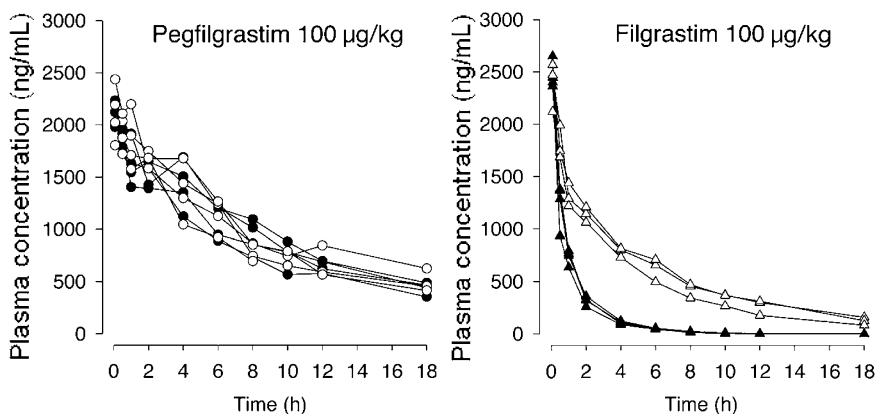 Pegfilgrastim 100 µg/kg
Plasma concentration (ng/mL)
3000
2500
2000
1500
1000
500
0
0 2 4 6 8 10 12 14 16 18
Time (h)
Filgrastim 100 µg/kg
Plasma concentration (ng/mL)
3000
2500
2000
1500
1000
500
0
0 2 4 6 8 10 12 14 16 18
Time (h)